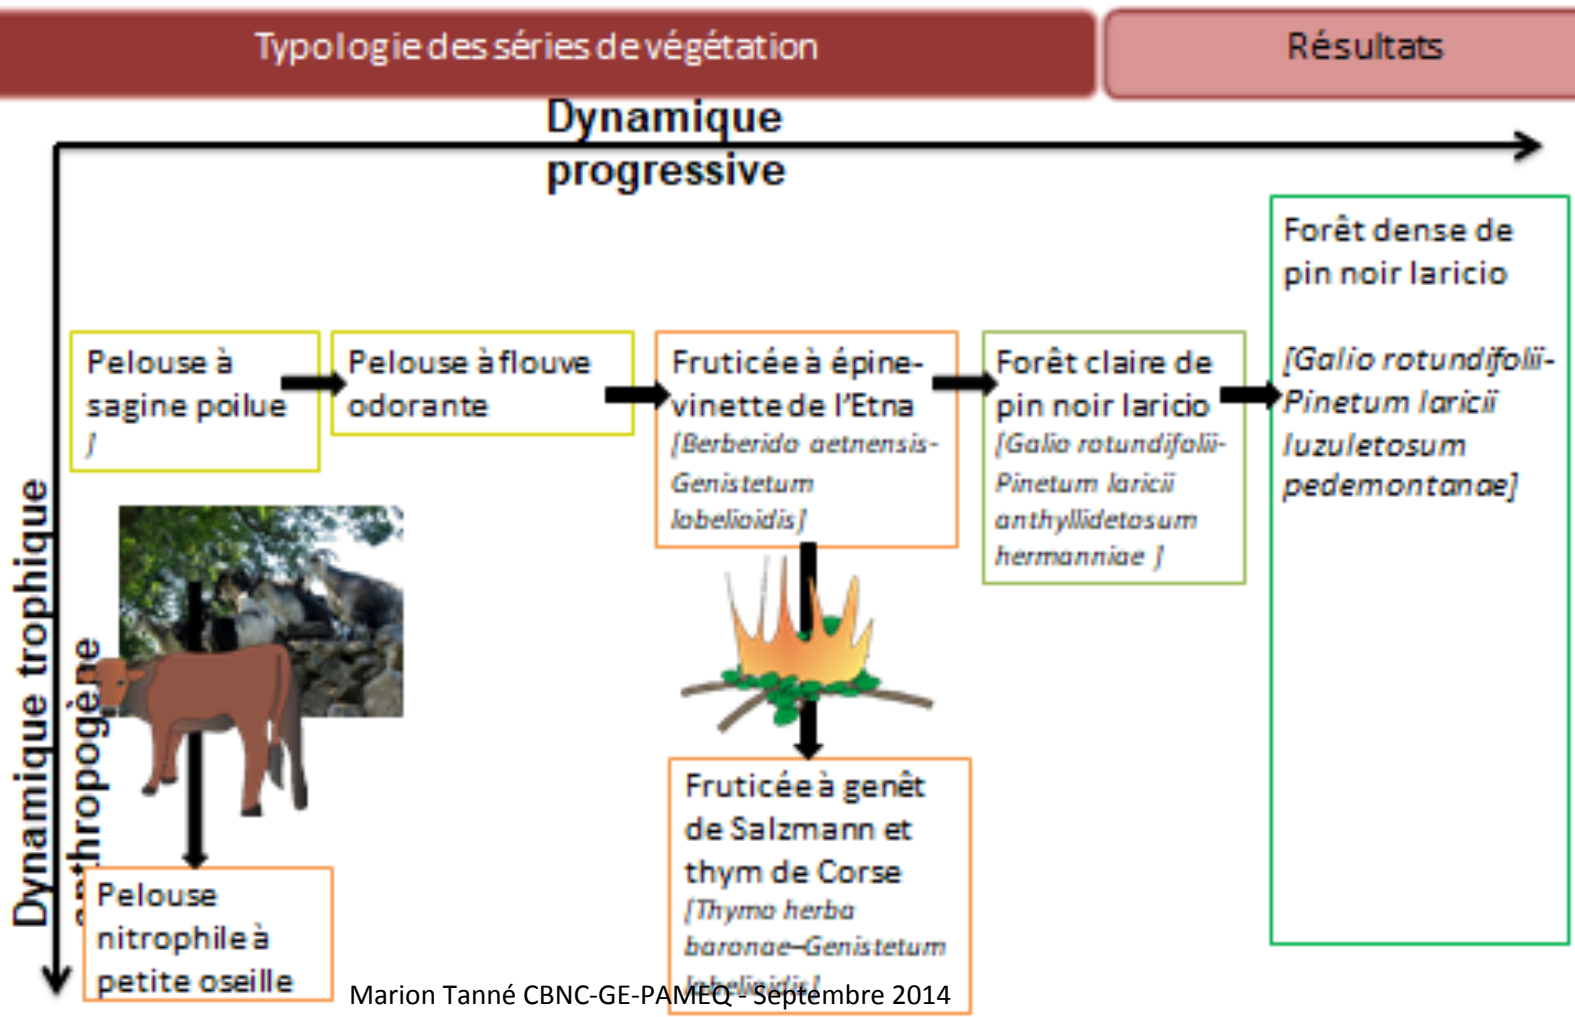 Typologie des séries de végétation
Résultats
Dynamique
progressive
Forêt dense de
pin noir laricio
[Galio rotundifolii-
Pinetum laricii
luzuletosum
pedemontanae]
Pelouse à
sagine poilue
]
Pelouse à flouve
odorante
Fruticée à épine-
vinette de l'Etna
[Berberido aetnensis-
Genistetum
lobelioidis]
Forêt claire de
pin noir laricio
[Galio rotundifolii-
Pinetum laricii
anthyllidetosum
hermanniae ]
Dynamique trophique
anthropogène
Fruticée à genêt
de Salzmann et
thym de Corse
[Thymo herba
baronae–Genistetum
lobelioidis]
Pelouse
nitrophile à
petite oseille
Marion Tanné CBNC-GE-PAMEQ - Septembre 2014